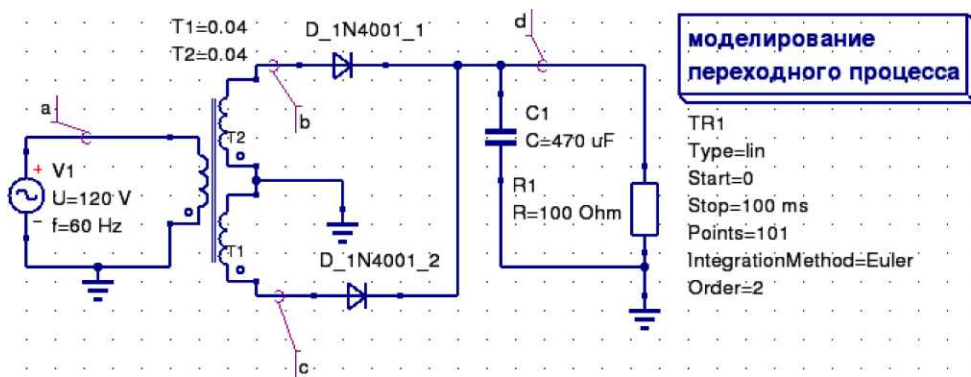 T1=0.04
T2=0.04
D_1N4001_1
d
a
b
T2
V1
U=120 V
f=60 Hz
C1
C=470 uF
R1
R=100 Ohm
T1
D_1N4001_2
c
моделирование
переходного процесса
TR1
Type=lin
Start=0
Stop=100 ms
Points=101
IntegrationMethod=Euler
Order=2